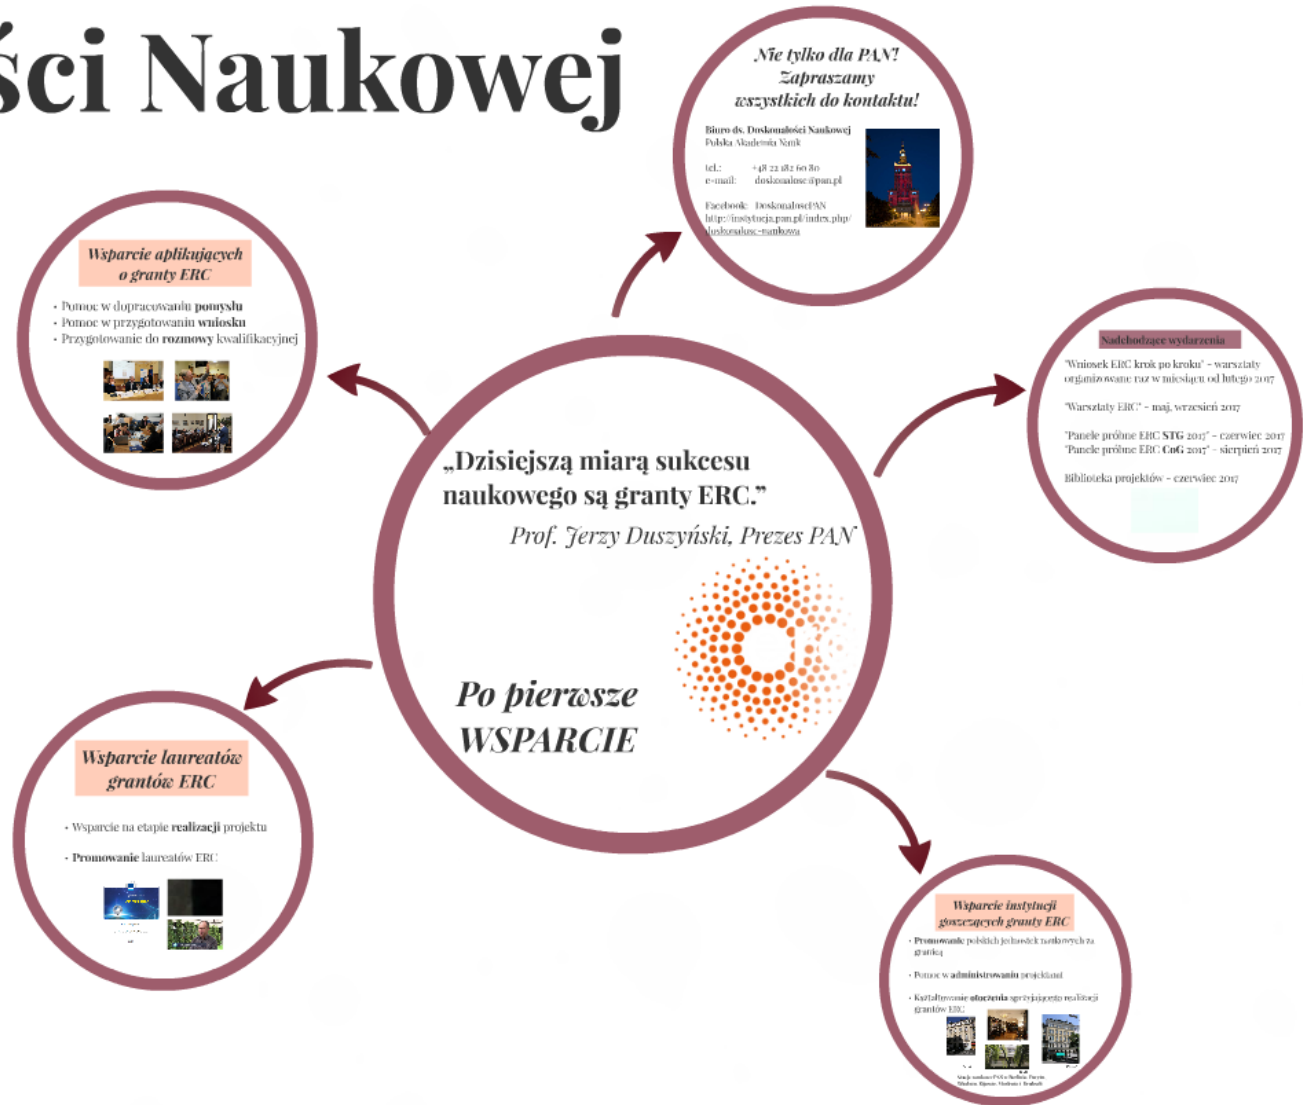 ści Naukowej
Nie tylko dla PAN!
Zapraszamy
wszystkich do kontaktu!
Biuro ds. Doskonałości Naukowej
Polska Akademia Nauk
tel.: +48 22 182 60 80
e-mail: doskonalosc@pan.pl
Facebook: DoskonaloscPAN
http://instytucja.pan.pl/index.php/
doskonalosc-naukowa
Wsparcie aplikujących
o granty ERC
• Pomoc w dopracowaniu pomysłu
• Pomoc w przygotowaniu wniosku
• Przygotowanie do rozmowy kwalifikacyjnej
Nadchodzące wydarzenia
"Wniosek ERC krok po kroku" - warsztaty
organizowane raz w miesiącu od lutego 2017
"Warsztaty ERC" - maj, wrzesień 2017
"Panele próbne ERC STG 2017" - czerwiec 2017
"Panele próbne ERC CoG 2017" - sierpień 2017
Biblioteka projektów - czerwiec 2017
„Dzisiejszą miarą sukcesu
naukowego są granty ERC.”
Prof. Jerzy Duszyński, Prezes PAN
Po pierwsze
WSPARCIE
Wsparcie laureatów
grantów ERC
• Wsparcie na etapie realizacji projektu
• Promowanie laureatów ERC
Wsparcie instytucji
goszczących granty ERC
• Promowanie polskich jednostek naukowych za
granicą
• Pomoc w administrowaniu projektami
• Kształtowanie otoczenia sprzyjającego realizacji
grantów ERC